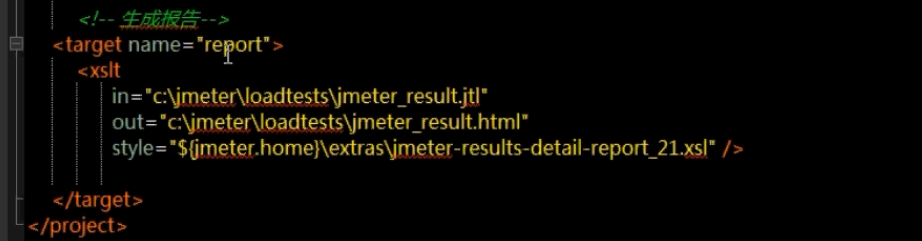 <!-- 生成报告-->
<target name="report">
<xslt
in="c:\jmeter\loadtests\jmeter_result.jtl"
out="c:\jmeter\loadtests\jmeter_result.html"
style="${jmeter.home}\extras\jmeter-results-detail-report_21.xsl" />
</target>
</project>